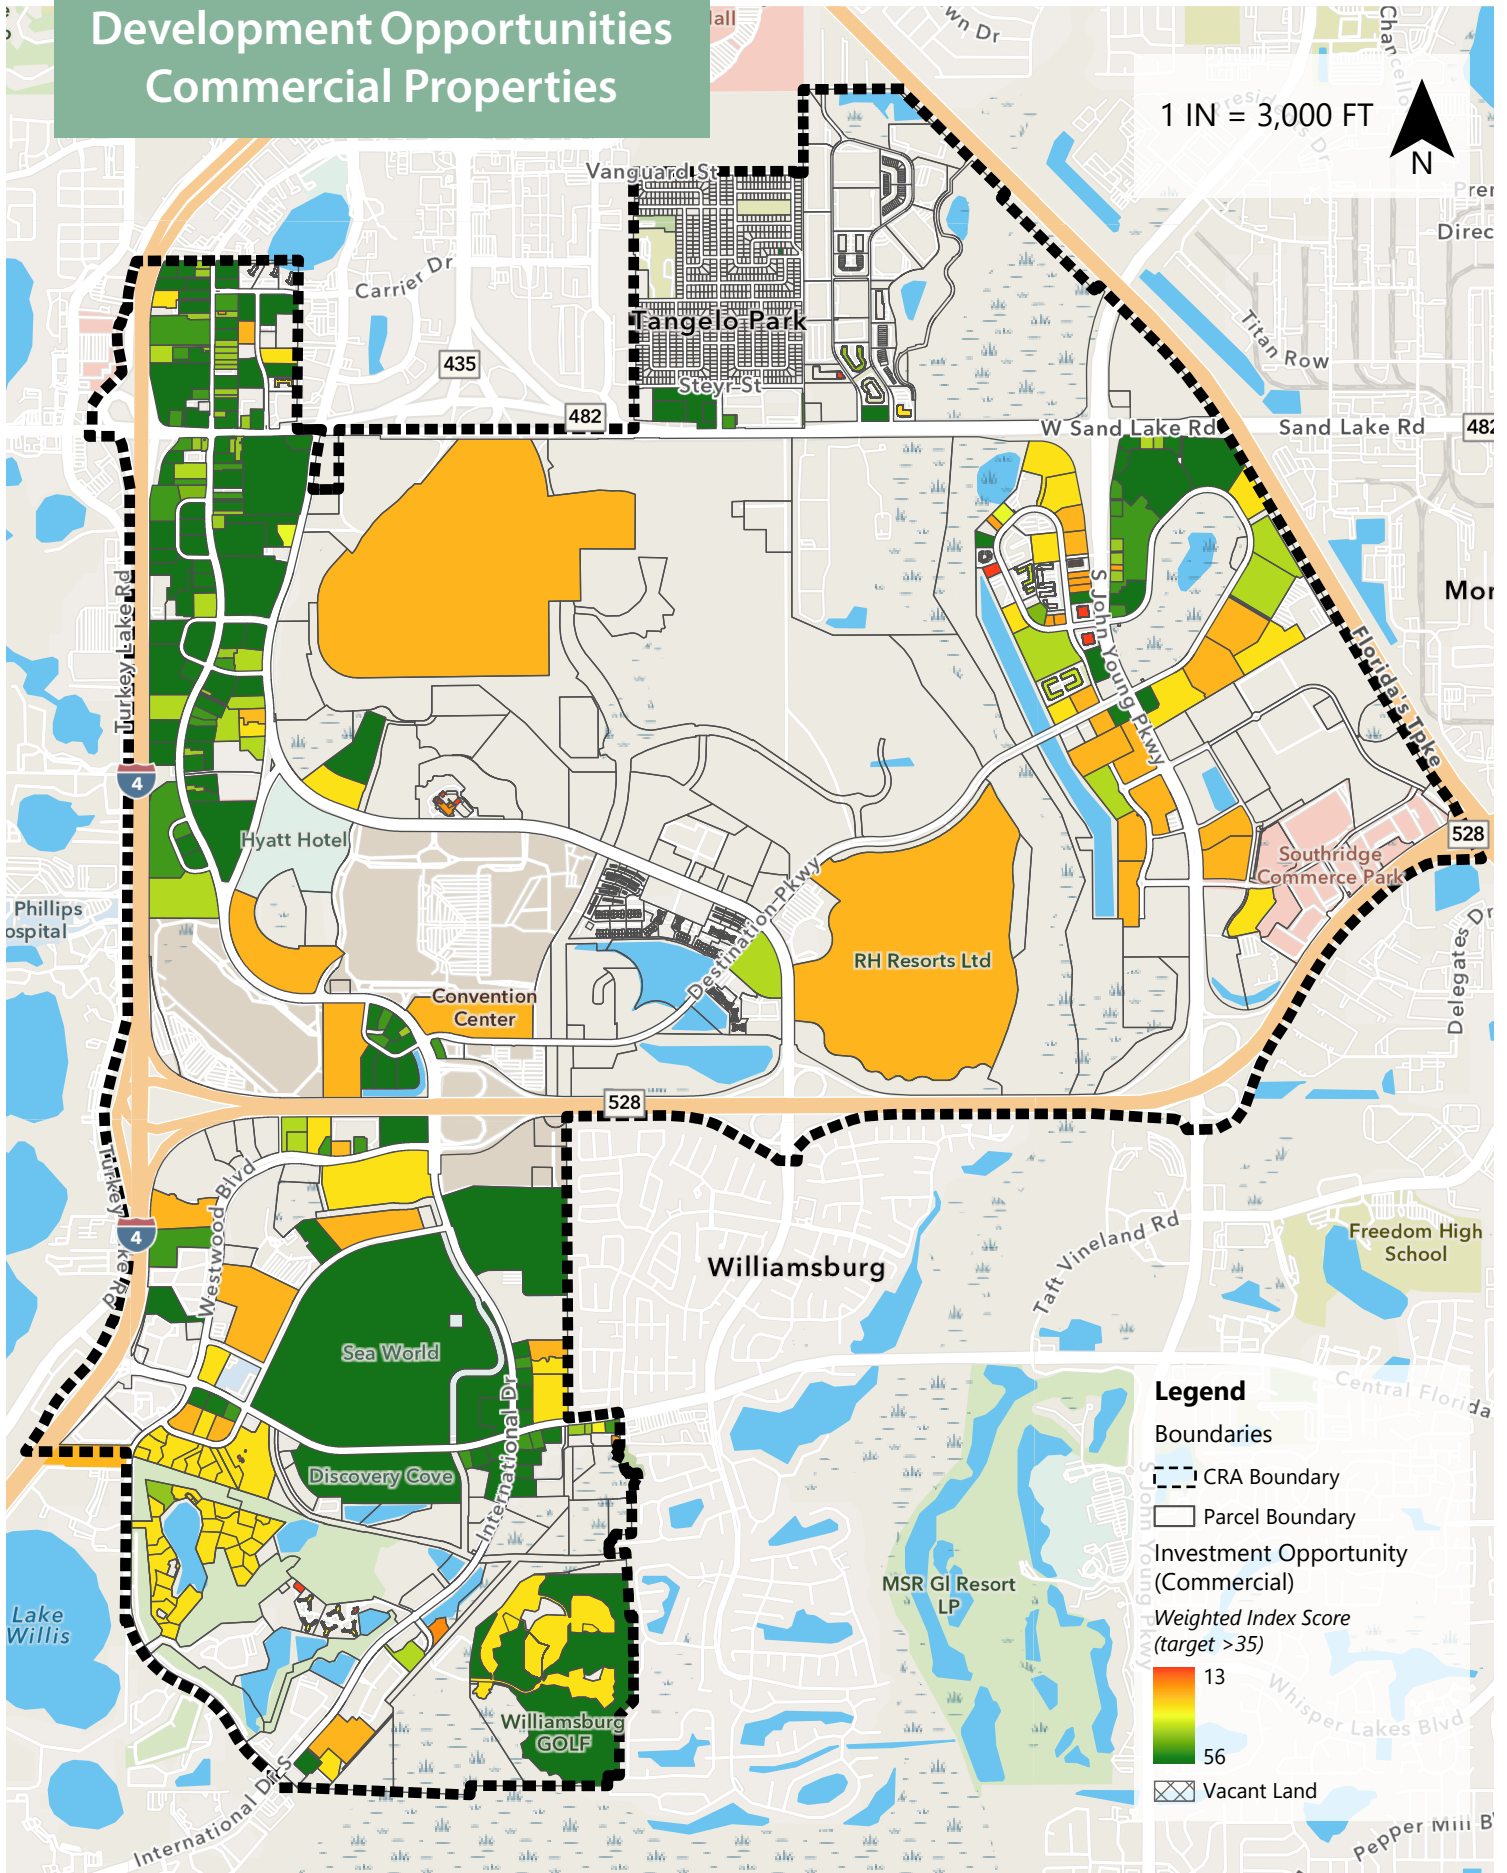 Development Opportunities
Commercial Properties
1 IN = 3,000 FT
N
Vanguard St
Carrier Dr
Tangelo Park
Titan Row
435
Steyr St
482
W Sand Lake Rd
Sand Lake Rd
482
Turkey Lake Rd
S John Young Pkwy
Florida's Tpke
4
Hyatt Hotel
528
Southridge
Commerce Park
Phillips
ospital
Destination Pkwy
RH Resorts Ltd
Delegates Dr
Convention
Center
528
Westwood Blvd
4
Taft Vineland Rd
Freedom High
School
Williamsburg
Sea World
International Dr
Discovery Cove
Legend
Boundaries
CRA Boundary
Parcel Boundary
Investment Opportunity
(Commercial)
Weighted Index Score
(target >35)
13
56
Vacant Land
Central Florida
S John Young Pkwy
MSR Gl Resort
LP
Lake
Willis
Whisper Lakes Blvd
Williamsburg
GOLF
International Dr S
Pepper Mill B